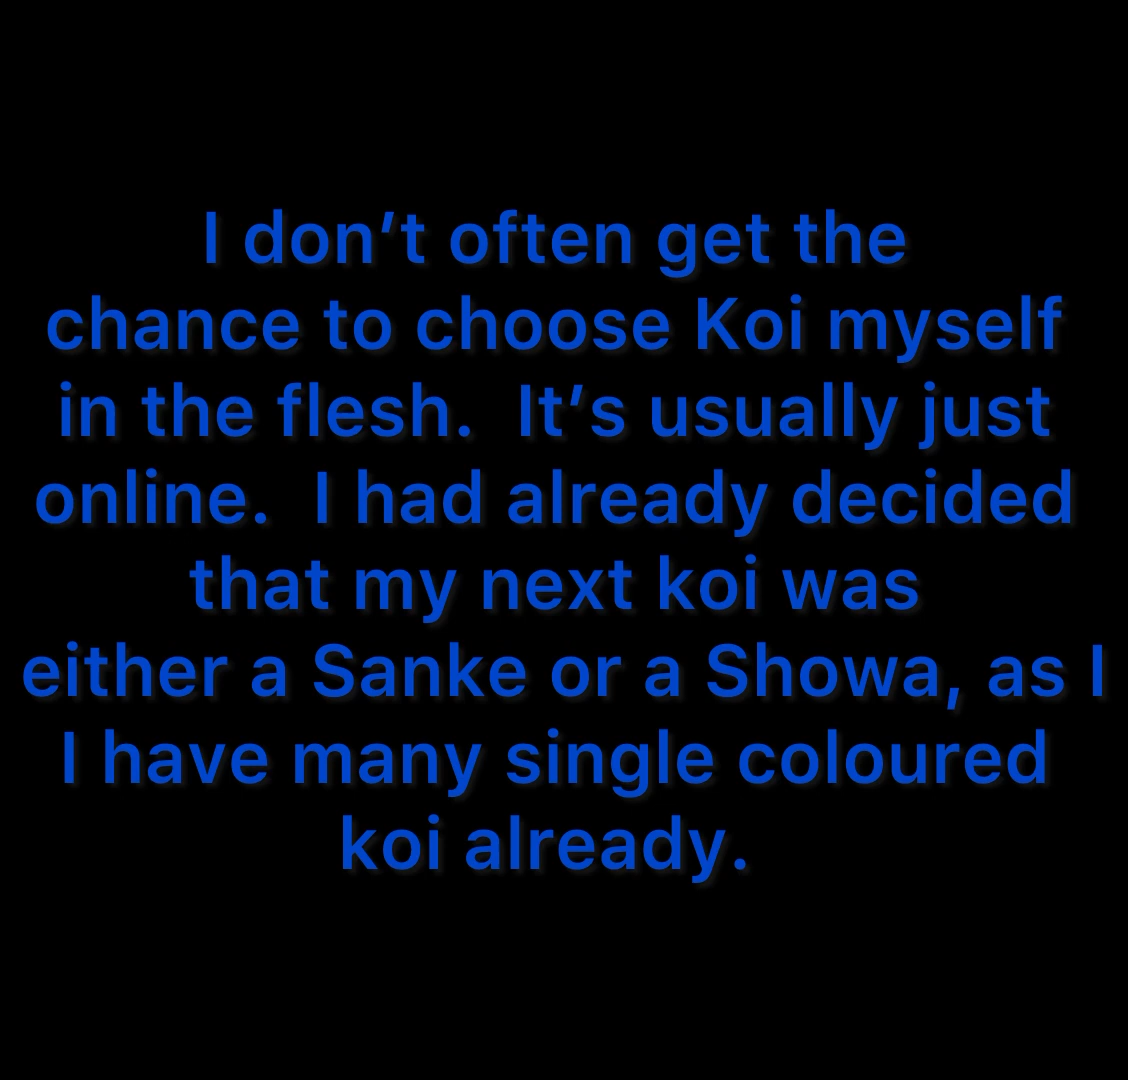 I don’t often get the
chance to choose Koi myself
in the flesh.  It’s usually just
online.  I had already decided
that my next koi was
either a Sanke or a Showa, as I
I have many single coloured
koi already.